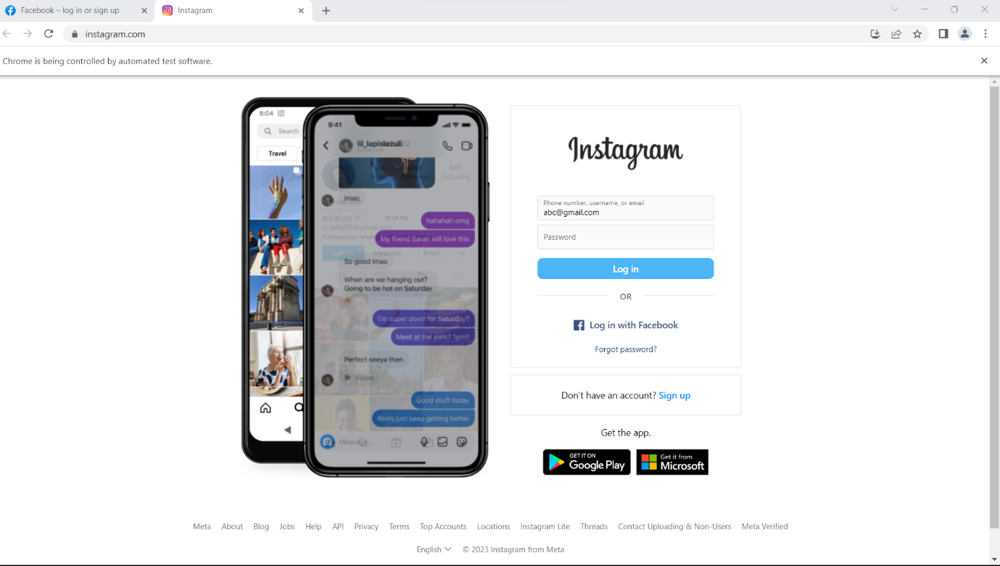 Facebook – log in or sign up
Instagram
instagram.com
Chrome is being controlled by automated test software.
8:04
Search
Travel
9:41
lil_lapislazuli
441
Following
lmao
12:34 PM
BIG BOSS
hahahah omg
My friend Sarah will love this
Message
Email
So good lmao
When are we hanging out?
Going to be hot on Saturday
I'm super down for Saturday?
Meet at the park? 1pm?
Perfect seeya then
Video
Good stuff today
Reels just keep getting better
Message...
Instagram
Phone number, username, or email
abc@gmail.com
Password
Log in
OR
Log in with Facebook
Forgot password?
Don't have an account? Sign up
Get the app.
GET IT ON
Google Play
Get it from
Microsoft
Meta About Blog Jobs Help API Privacy Terms Top Accounts Locations Instagram Lite Threads Contact Uploading & Non-Users Meta Verified
English © 2023 Instagram from Meta